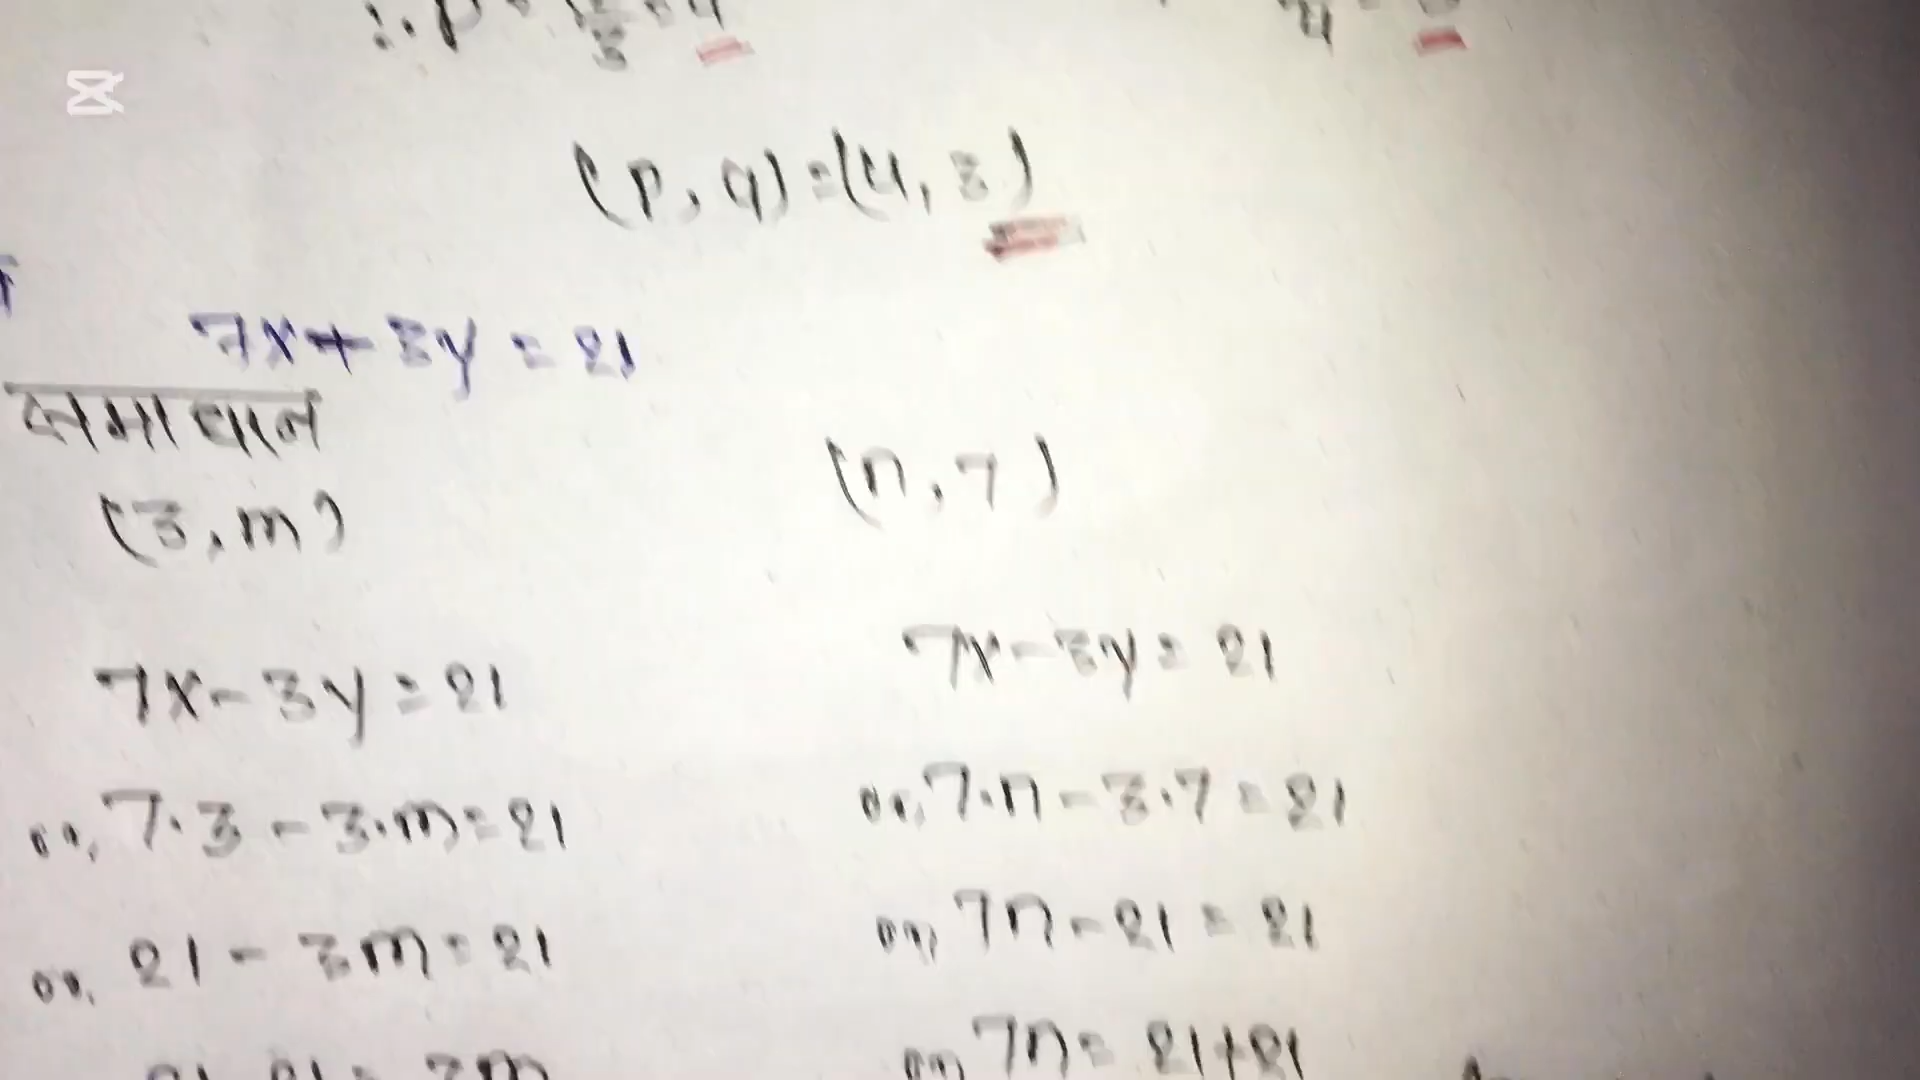 (p, q) = (4, 3)
7x + 3y = 21
समाधान
(3, m)
(n, 7)
7x - 3y = 21
or, 7·3 - 3·m = 21
or, 21 - 3m = 21
7x - 3y = 21
or, 7·n - 3·7 = 21
or, 7n - 21 = 21
or, 7n = 21 + 21